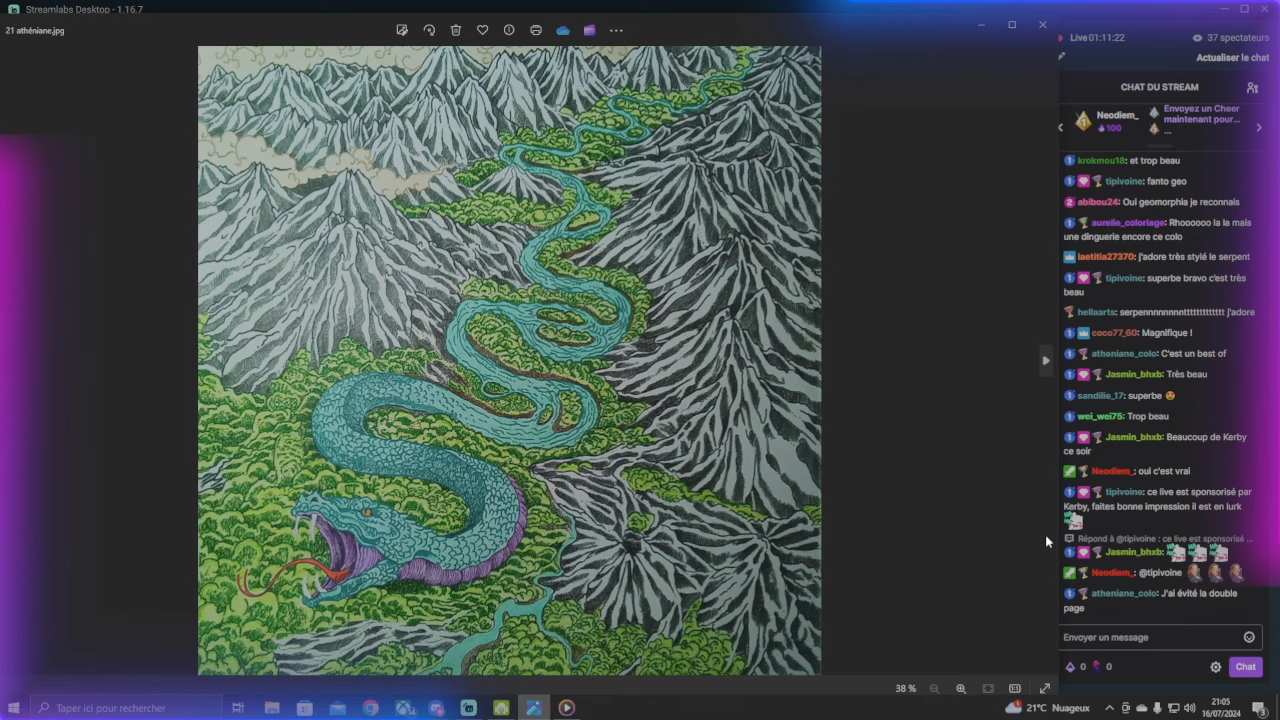 Streamlabs Desktop - 1.16.7
21 athéniane.jpg
Live 01:11:22
37 spectateurs
Actualiser le chat
CHAT DU STREAM
Neodiem_
100
Envoyez un Cheer
maintenant pour...
...
krokmou18: et trop beau
tipivoine: fanto geo
abibou24: Oui geomorphia je reconnais
aurelie_coloriage: Rhoooooo la la mais
une dinguerie encore ce colo
laetitia27370: j'adore très stylé le serpent
tipivoine: superbe bravo c'est très
beau
hellaarts: serpennnnnnnnttttttttttttt j'adore
coco77_60: Magnifique !
atheniane_colo: C'est un best of
Jasmin_bhxb: Très beau
sandilie_17: superbe 😍
wei_wei75: Trop beau
Jasmin_bhxb: Beaucoup de Kerby
ce soir
Neodiem_: oui c'est vrai
tipivoine: ce live est sponsorisé par
Kerby, faites bonne impression il est en lurk
Répond à @tipivoine : ce live est sponsorisé ...
Jasmin_bhxb:
Neodiem_: @tipivoine
atheniane_colo: J'ai évité la double
page
Envoyer un message
0 0
Chat
38 %
Taper ici pour rechercher
21°C Nuageux
21:05
16/07/2024